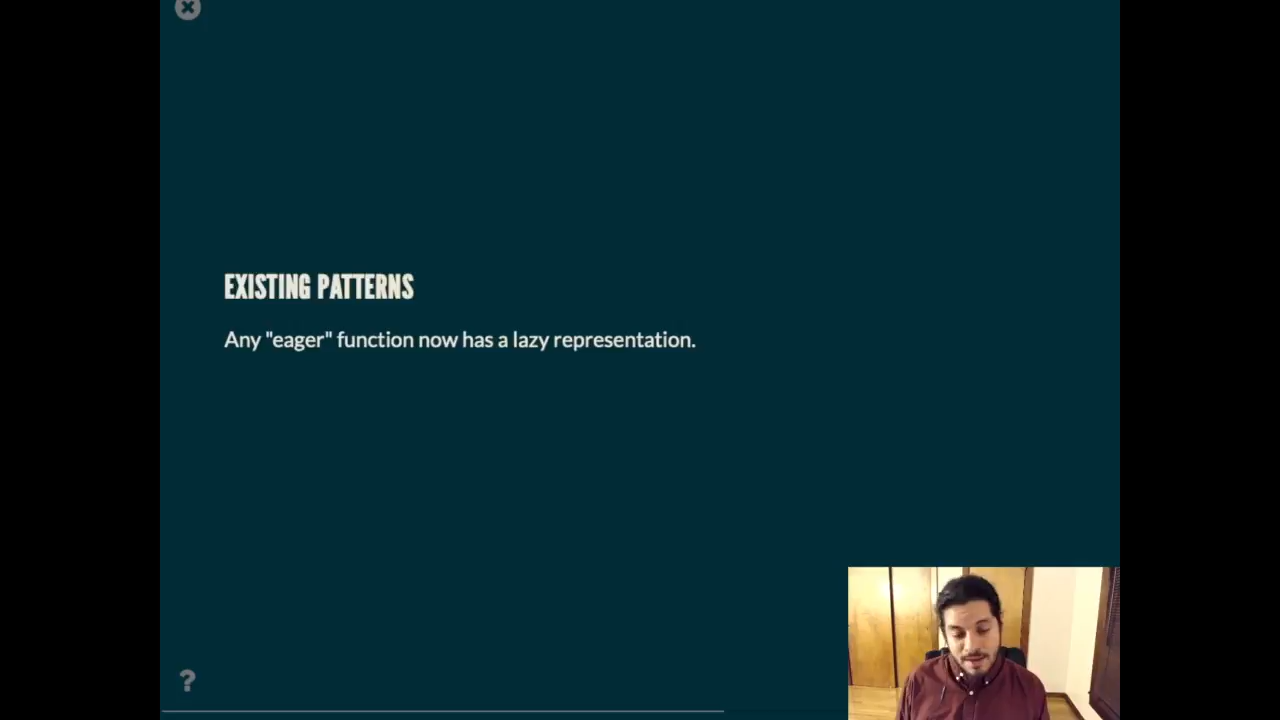 EXISTING PATTERNS
Any "eager" function now has a lazy representation.
?